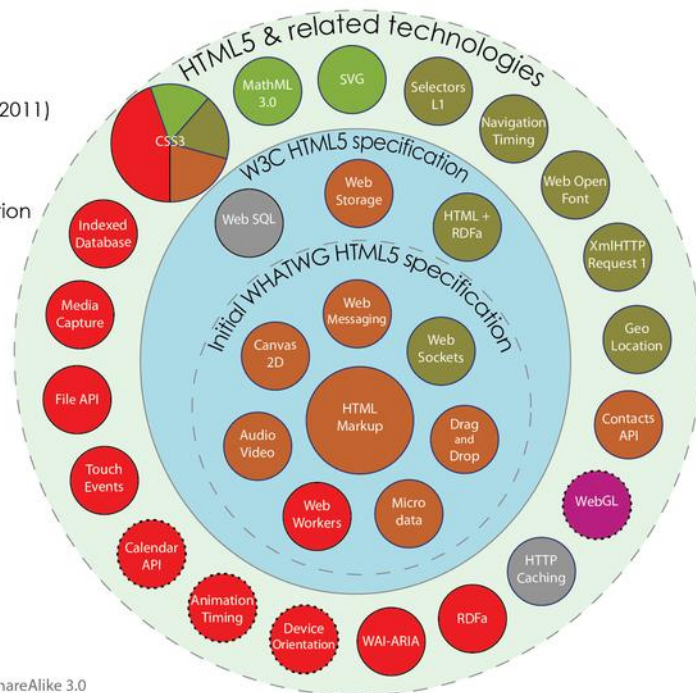 HTML5 & related technologies
2011)
tion
MathML
3.0
SVG
Selectors
L1
Navigation
Timing
CSS3
Web Open
Font
W3C HTML5 specification
Web
Storage
Web SQL
HTML +
RDFa
Indexed
Database
XmlHTTP
Request 1
Initial WHATWG HTML5 specification
Media
Capture
Web
Messaging
Geo
Location
Canvas
2D
Web
Sockets
File API
HTML
Markup
Contacts
API
Audio
Video
Drag
and
Drop
Touch
Events
WebGL
Web
Workers
Micro
data
Calendar
API
HTTP
Caching
Animation
Timing
Device
Orientation
WAI-ARIA
RDFa
hareAlike 3.0